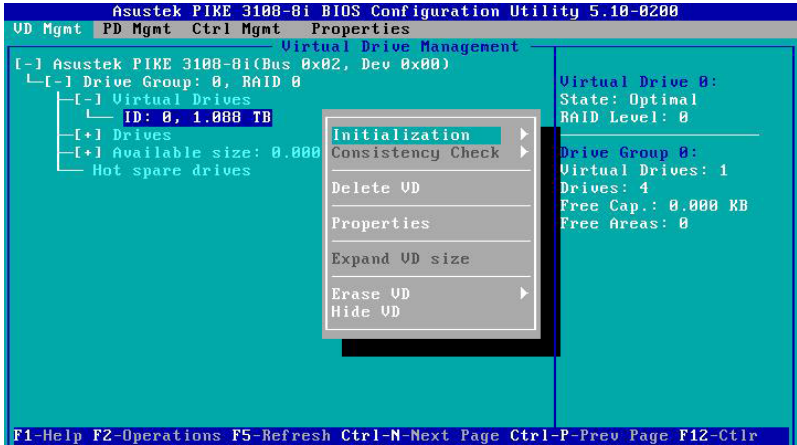 Asustek PIKE 3108-8i BIOS Configuration Utility 5.10-0200
VD Mgmt PD Mgmt Ctrl Mgmt Properties
Virtual Drive Management
[-] Asustek PIKE 3108-8i(Bus 0x02, Dev 0x00)
[-] Drive Group: 0, RAID 0
[-] Virtual Drives
ID: 0, 1.088 TB
[+] Drives
[+] Available size: 0.000
Hot spare drives
Initialization
Consistency Check
Delete VD
Properties
Expand VD size
Erase VD
Hide VD
Virtual Drive 0:
State: Optimal
RAID Level: 0
Drive Group 0:
Virtual Drives: 1
Drives: 4
Free Cap.: 0.000 KB
Free Areas: 0
F1-Help F2-Operations F5-Refresh Ctrl-N-Next Page Ctrl-P-Prev Page F12-Ctlr